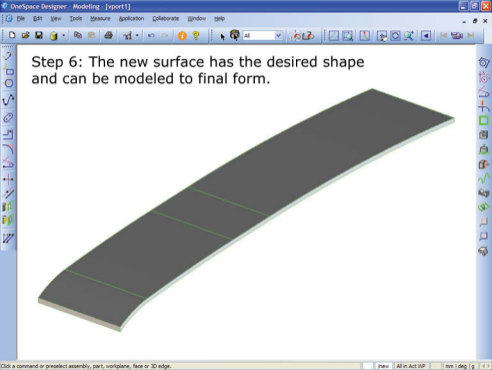 OneSpace Designer - Modeling - [vport1]
File Edit View Tools Measure Application Collaborate Window Help
All
Step 6: The new surface has the desired shape
and can be modeled to final form.
Click a command or preselect assembly, part, workplane, face or 3D edge.
/New All in Act WP mm | deg | g